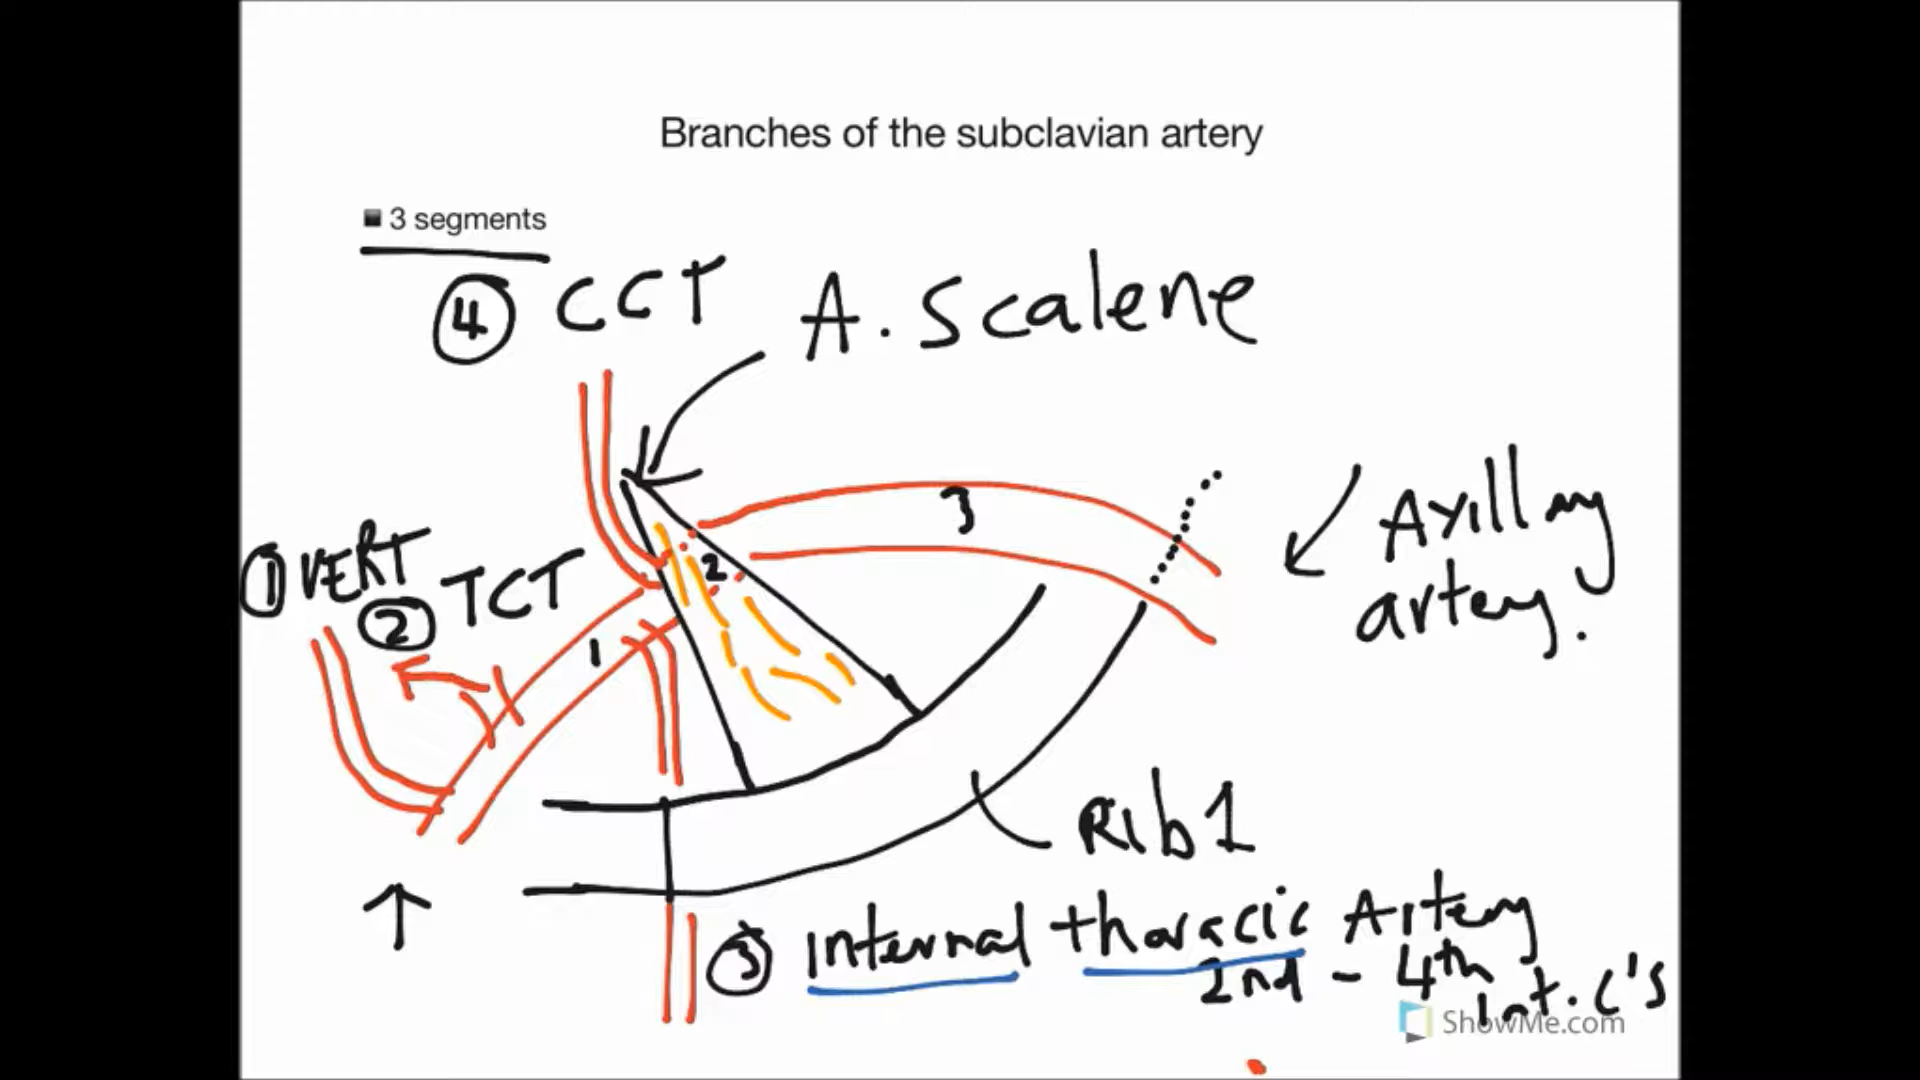 Branches of the subclavian artery
3 segments
4 CCT
A. Scalene
1 VERT
2 TCT
1
2
3
Axillary
artery.
Rib 1
3 Internal thoracic Artery
2nd - 4th
Int. C's
ShowMe.com